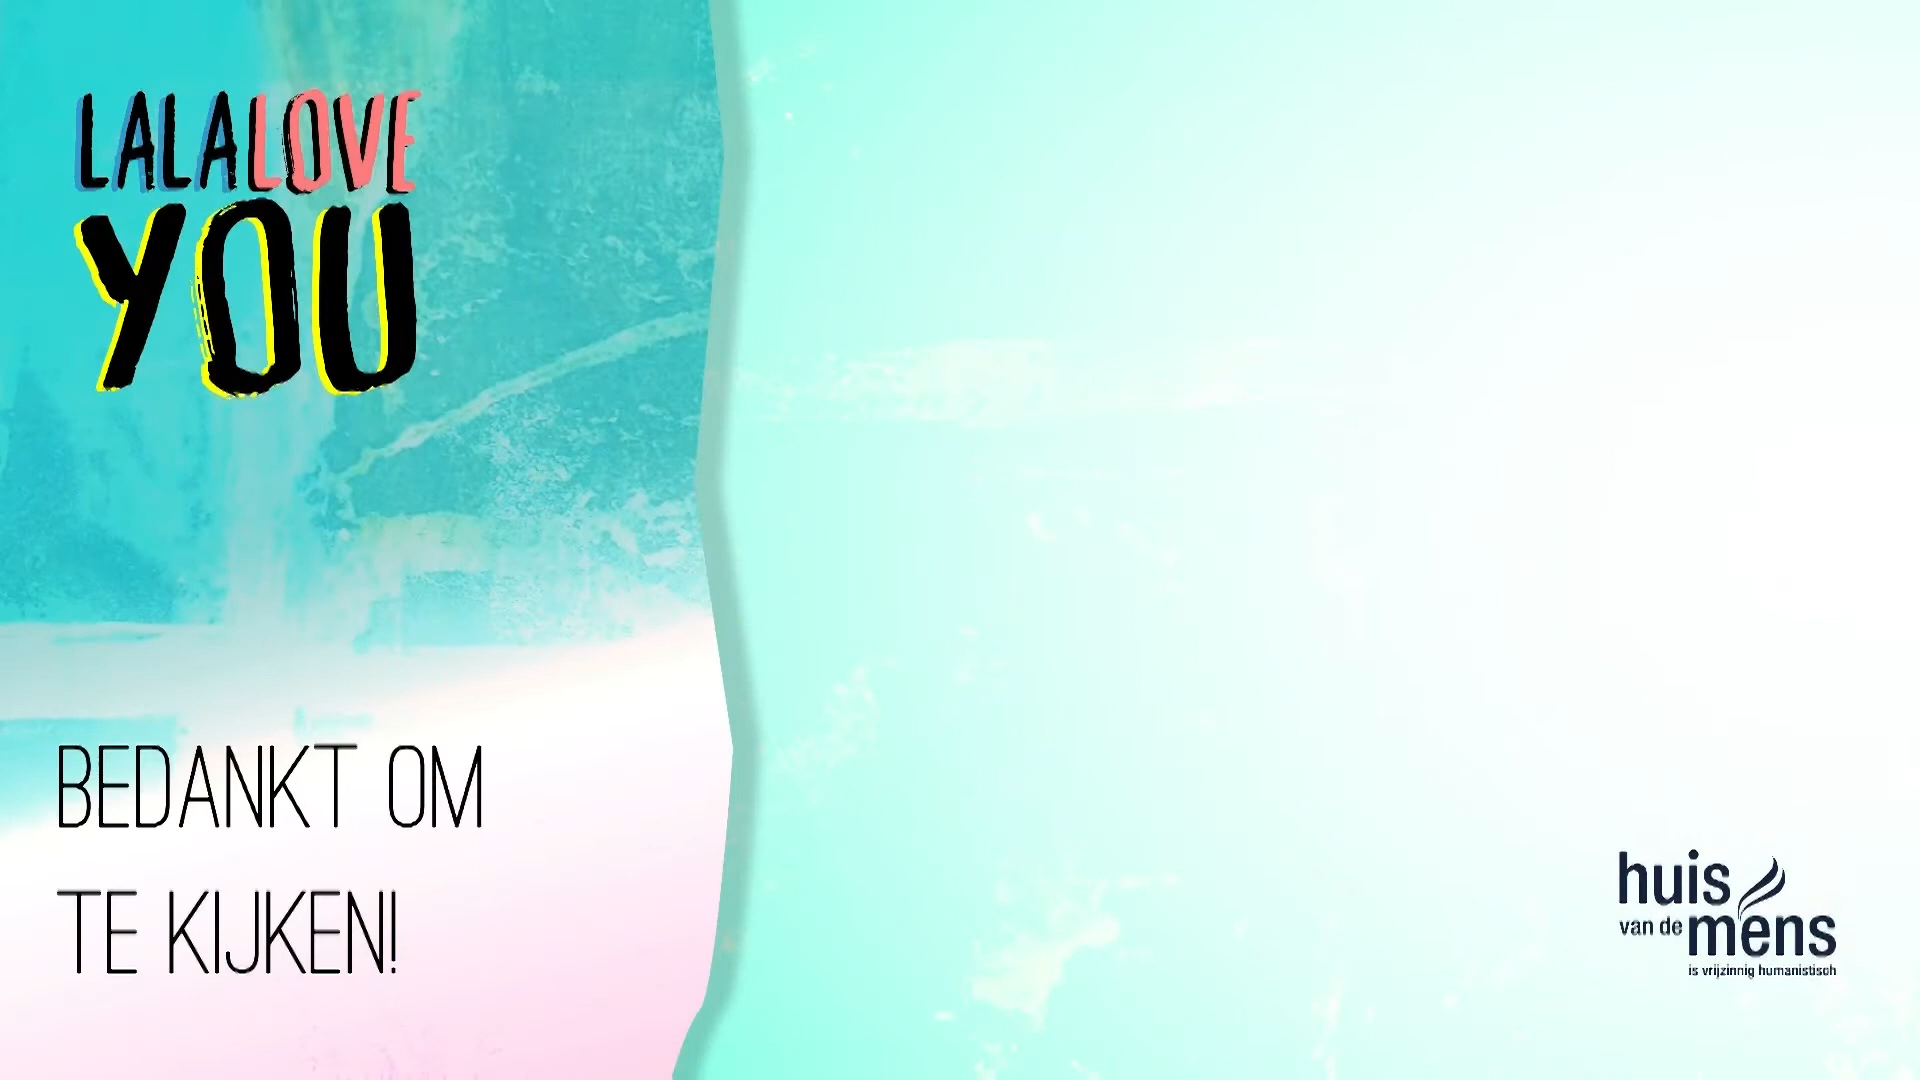 LALALOVE
YOU
BEDANKT OM
TE KIJKEN!
huis
van de mens
is vrijzinnig humanistisch